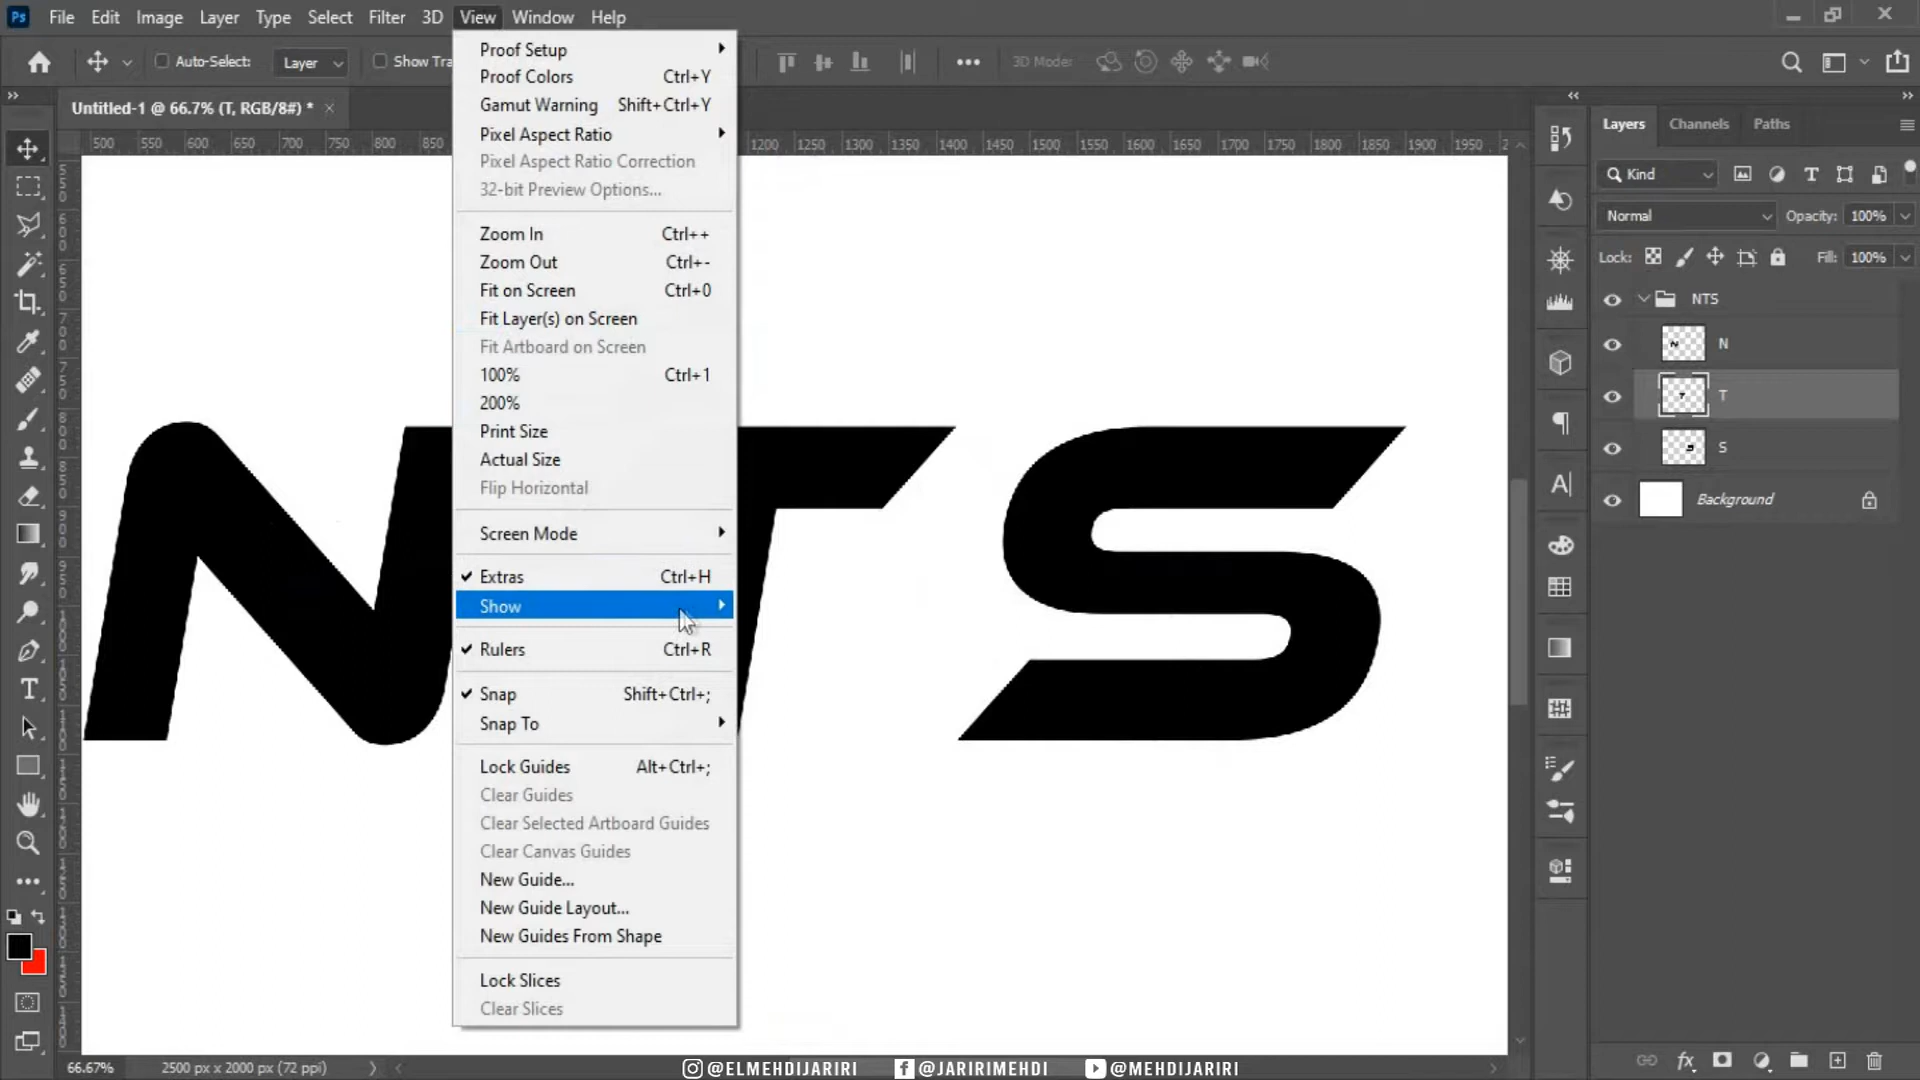 Ps File Edit Image Layer Type Select Filter 3D View Window Help
Auto-Select: Layer Show Tra 3D Mode:
Untitled-1 @ 66.7% (T, RGB/8#) * ×
500 550 600 650 700 750 800 850 1200 1250 1300 1350 1400 1450 1500 1550 1600 1650 1700 1750 1800 1850 1900 1950 2
Proof Setup
Proof Colors Ctrl+Y
Gamut Warning Shift+Ctrl+Y
Pixel Aspect Ratio
Pixel Aspect Ratio Correction
32-bit Preview Options...
Zoom In Ctrl++
Zoom Out Ctrl+-
Fit on Screen Ctrl+0
Fit Layer(s) on Screen
Fit Artboard on Screen
100% Ctrl+1
200%
Print Size
Actual Size
Flip Horizontal
Screen Mode
Extras Ctrl+H
Show
Rulers Ctrl+R
Snap Shift+Ctrl+;
Snap To
Lock Guides Alt+Ctrl+;
Clear Guides
Clear Selected Artboard Guides
Clear Canvas Guides
New Guide...
New Guide Layout...
New Guides From Shape
Lock Slices
Clear Slices
NTS
Layers Channels Paths
Kind
Normal Opacity: 100%
Lock: Fill: 100%
NTS
N
T
S
Background
66.67% 2500 px x 2000 px (72 ppi)
@ELMEHDIJARIRI @JARIRIMEHDI @MEHDIJARIRI